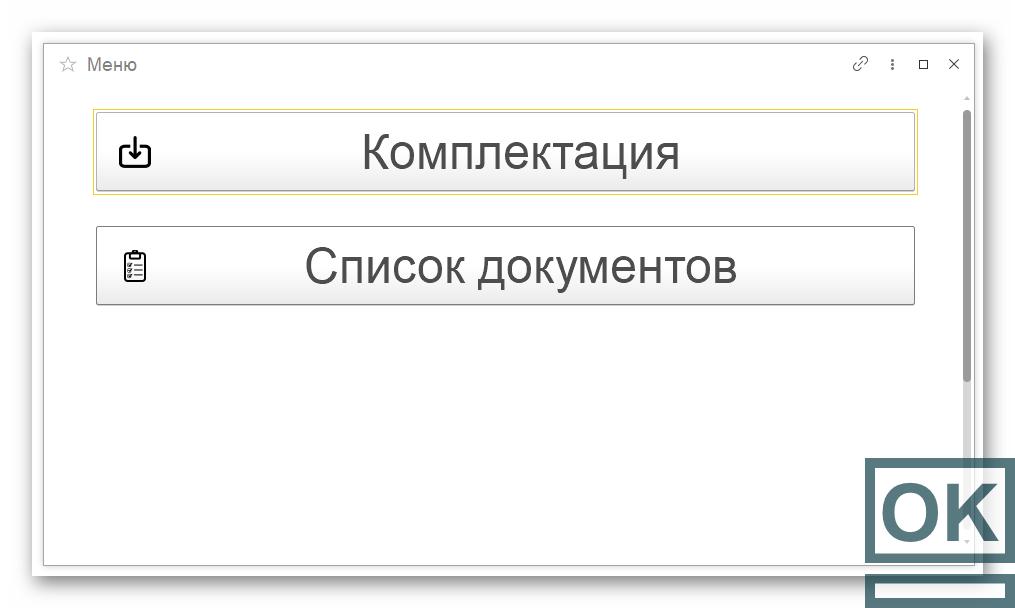 Меню
Комплектация
Список документов
OK